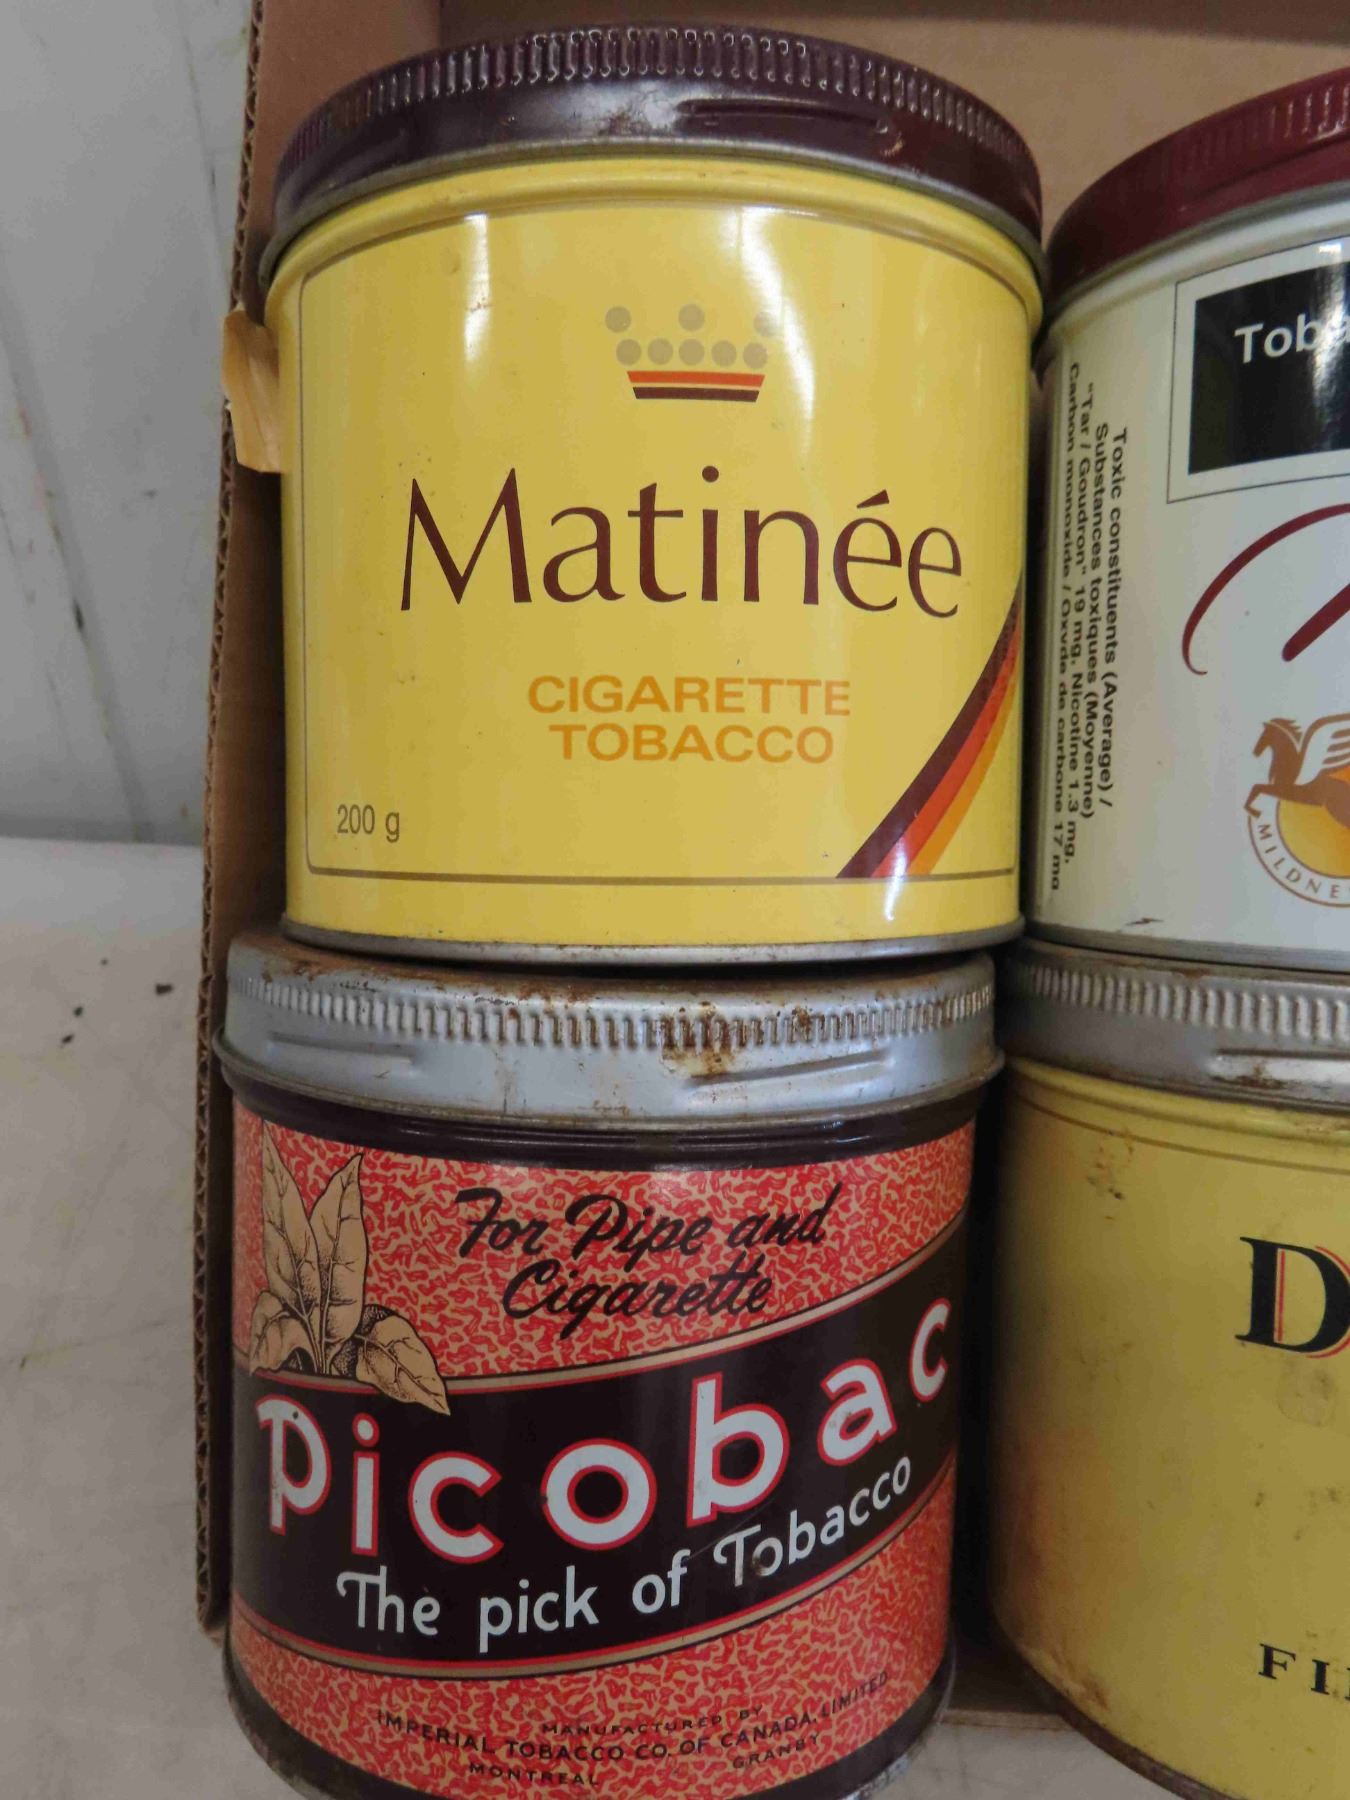 Matinée
CIGARETTE
TOBACCO
200 g
Toxic constituents (Average) /
Substances toxiques (Moyenne)
"Tar / Goudron" 19 mg, Nicotine 1.3 mg,
Carbon monoxide / Oxyde de carbone 17 mg
For Pipe and
Cigarette
Picobac
The pick of Tobacco
MANUFACTURED BY
IMPERIAL TOBACCO CO. OF CANADA, LIMITED
MONTREAL GRANBY
D